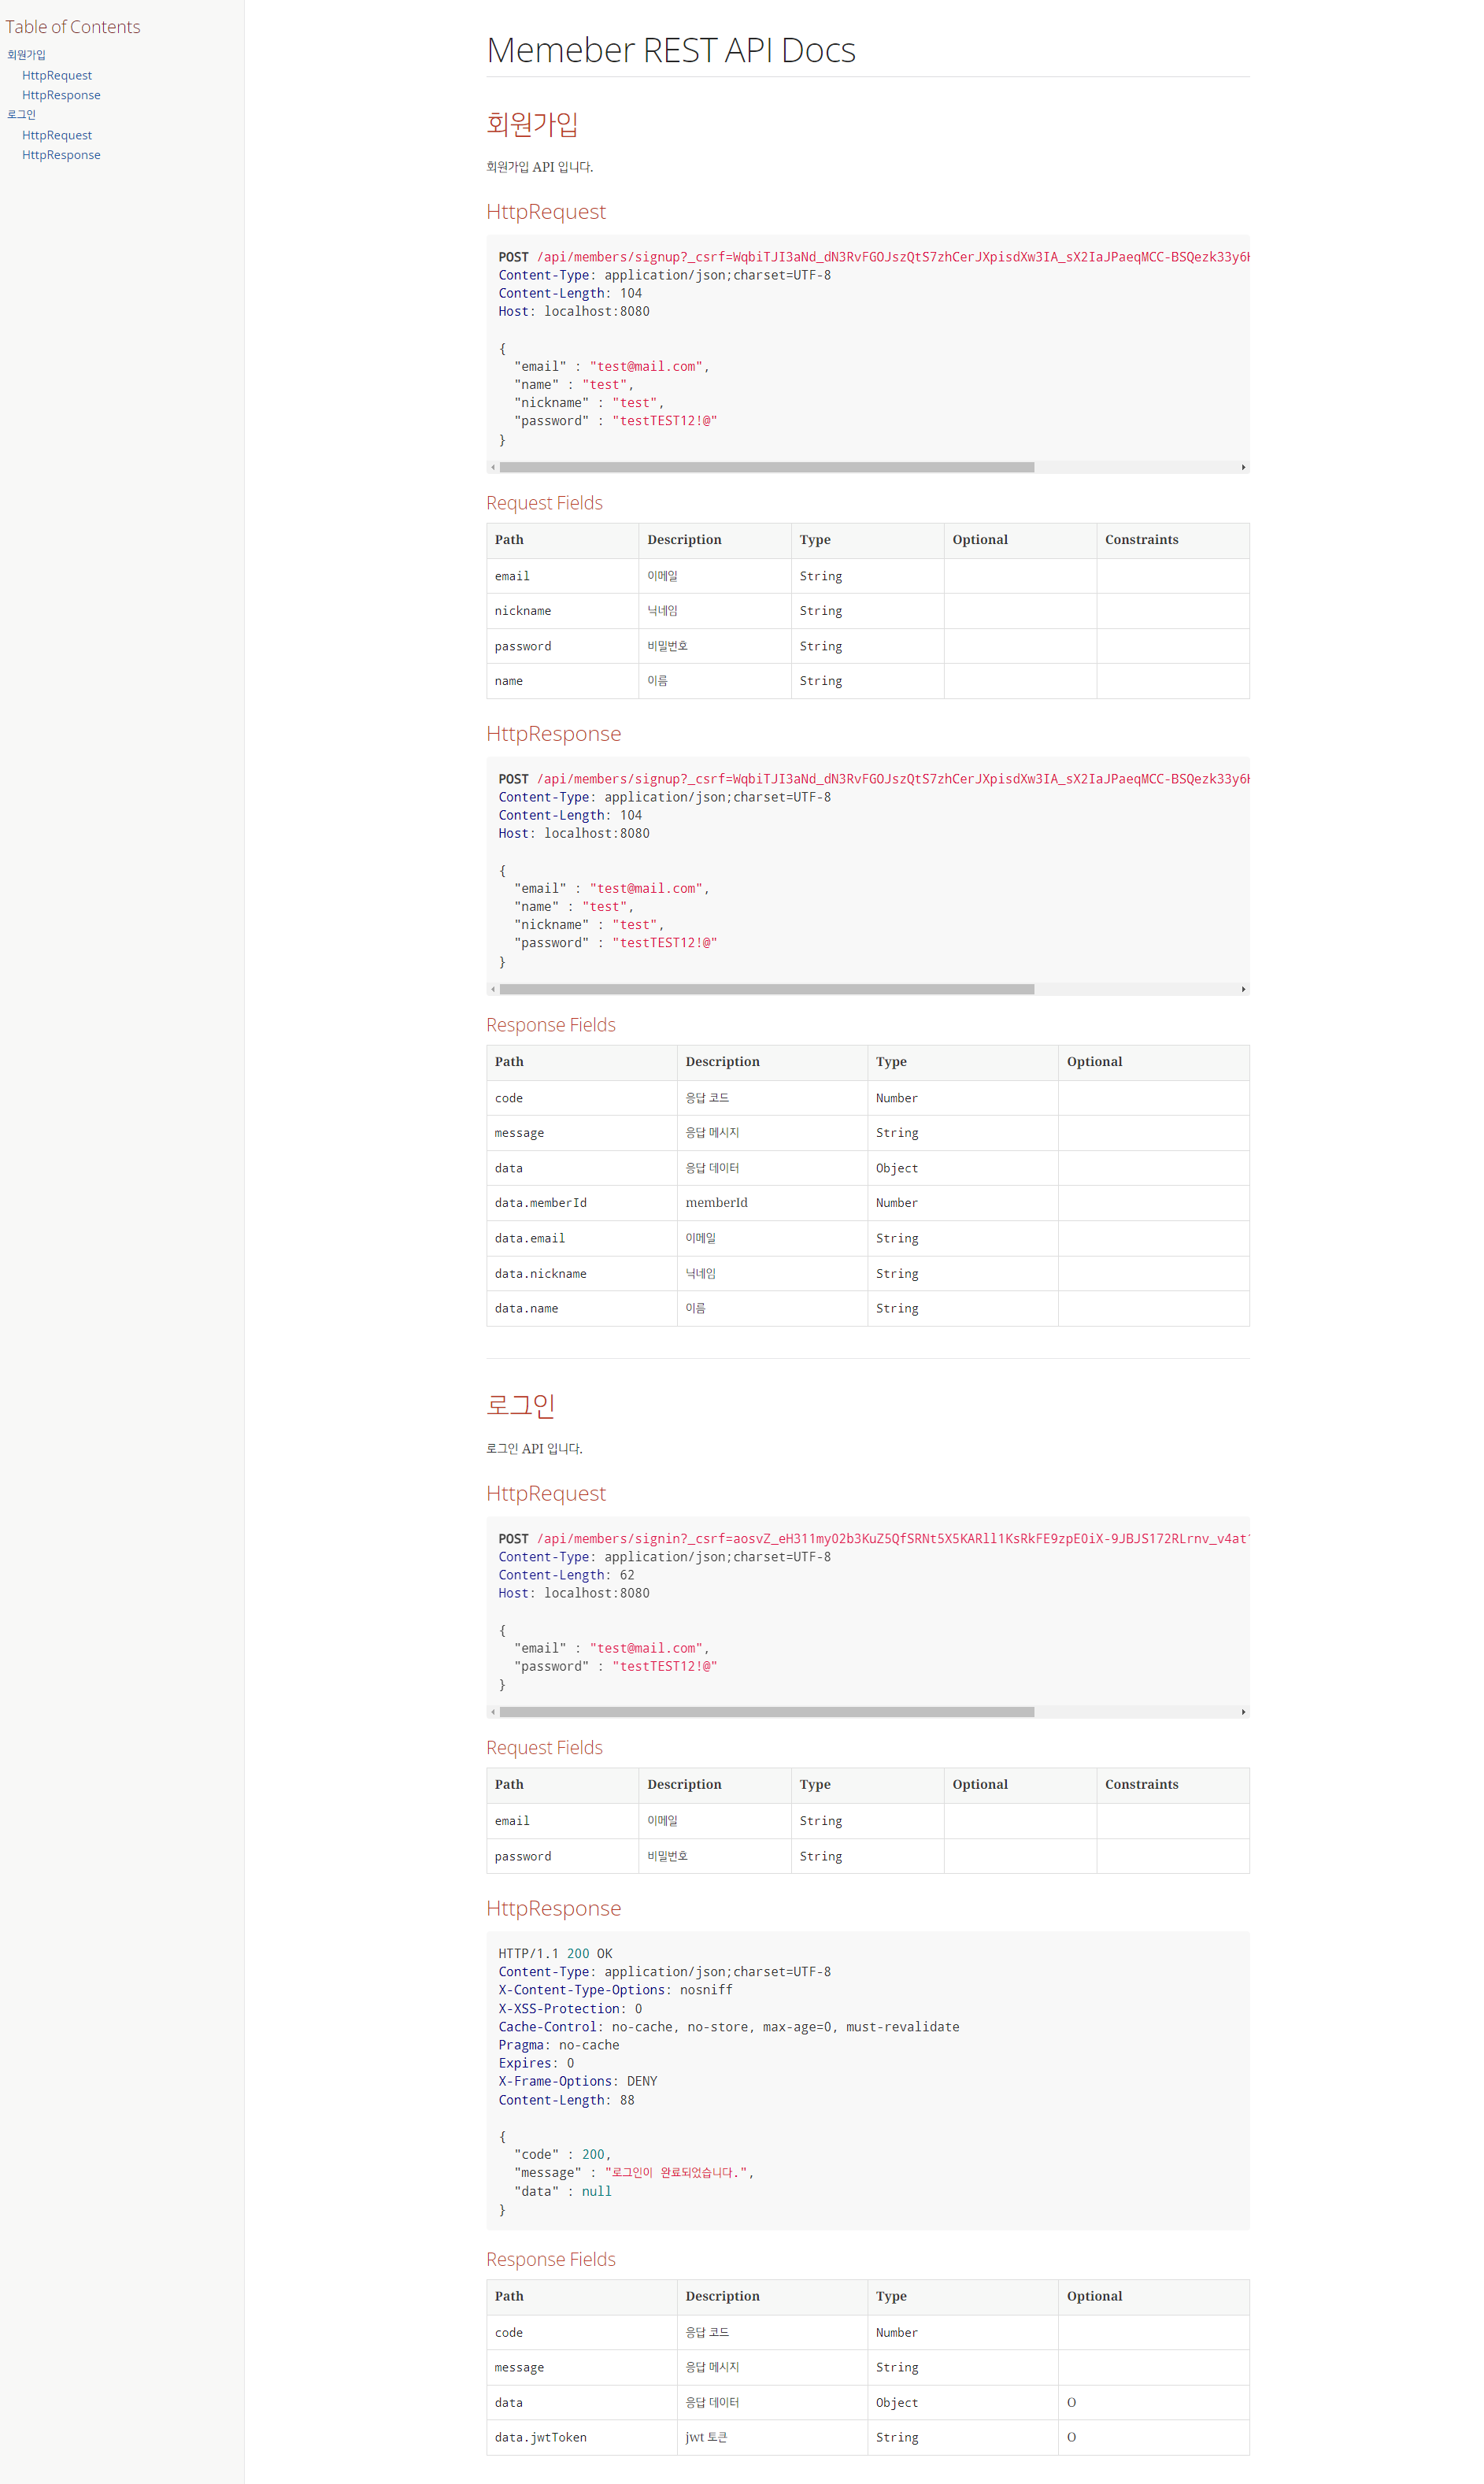 Table of Contents
회원가입
HttpRequest
HttpResponse
로그인
HttpRequest
HttpResponse
Memeber REST API Docs
회원가입
회원가입 API 입니다.
HttpRequest
POST /api/members/signup?_csrf=WqbiTJI3aNd_dN3RvFGOJszQtS7zhCerJXpisdXw3IA_sX2IaJPaeqMCC-BSQezk33y6
Content-Type: application/json;charset=UTF-8
Content-Length: 104
Host: localhost:8080
{
"email" : "test@mail.com",
"name" : "test",
"nickname" : "test",
"password" : "testTEST12!@"
}
Request Fields
Path Description Type Optional Constraints
email 이메일 String
nickname 닉네임 String
password 비밀번호 String
name 이름 String
HttpResponse
POST /api/members/signup?_csrf=WqbiTJI3aNd_dN3RvFGOJszQtS7zhCerJXpisdXw3IA_sX2IaJPaeqMCC-BSQezk33y6
Content-Type: application/json;charset=UTF-8
Content-Length: 104
Host: localhost:8080
{
"email" : "test@mail.com",
"name" : "test",
"nickname" : "test",
"password" : "testTEST12!@"
}
Response Fields
Path Description Type Optional
code 응답 코드 Number
message 응답 메시지 String
data 응답 데이터 Object
data.memberId memberId Number
data.email 이메일 String
data.nickname 닉네임 String
data.name 이름 String
로그인
로그인 API 입니다.
HttpRequest
POST /api/members/signin?_csrf=aosvZ_eH311myO2b3KuZ5QfSRNt5X5KARll1KsRkFE9zpE0iX-9JBJS172RLrnv_v4at
Content-Type: application/json;charset=UTF-8
Content-Length: 62
Host: localhost:8080
{
"email" : "test@mail.com",
"password" : "testTEST12!@"
}
Request Fields
Path Description Type Optional Constraints
email 이메일 String
password 비밀번호 String
HttpResponse
HTTP/1.1 200 OK
Content-Type: application/json;charset=UTF-8
X-Content-Type-Options: nosniff
X-XSS-Protection: 0
Cache-Control: no-cache, no-store, max-age=0, must-revalidate
Pragma: no-cache
Expires: 0
X-Frame-Options: DENY
Content-Length: 88
{
"code" : 200,
"message" : "로그인이 완료되었습니다.",
"data" : null
}
Response Fields
Path Description Type Optional
code 응답 코드 Number
message 응답 메시지 String
data 응답 데이터 Object O
data.jwtToken jwt 토큰 String O